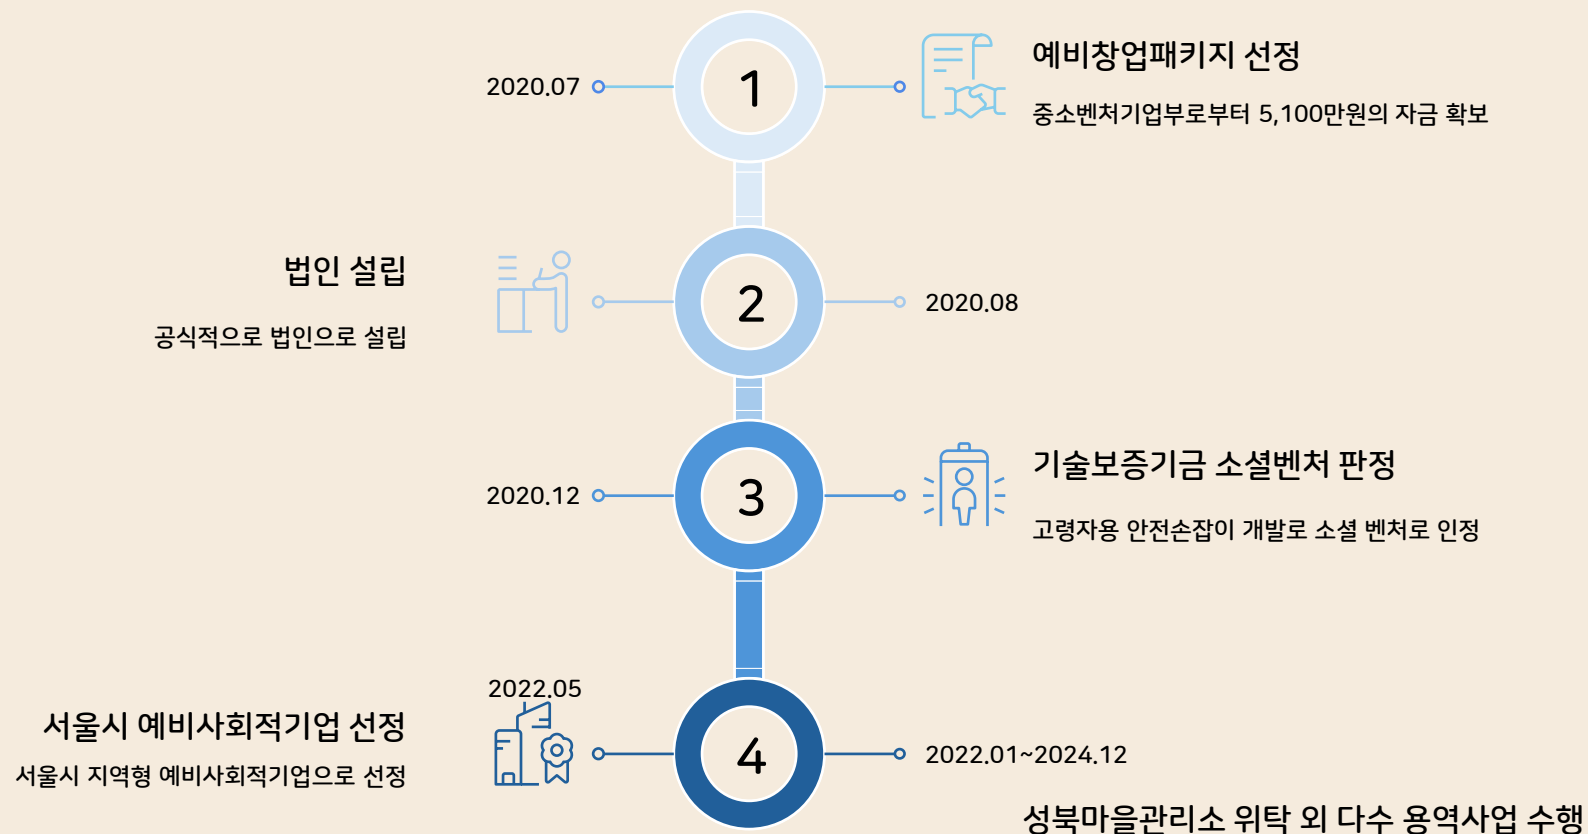 2020.07
1
예비창업패키지 선정
중소벤처기업부로부터 5,100만원의 자금 확보
법인 설립
공식적으로 법인으로 설립
2
2020.08
2020.12
3
기술보증기금 소셜벤처 판정
고령자용 안전손잡이 개발로 소셜 벤처로 인정
2022.05
서울시 예비사회적기업 선정
서울시 지역형 예비사회적기업으로 선정
4
2022.01~2024.12
성북마을관리소 위탁 외 다수 용역사업 수행